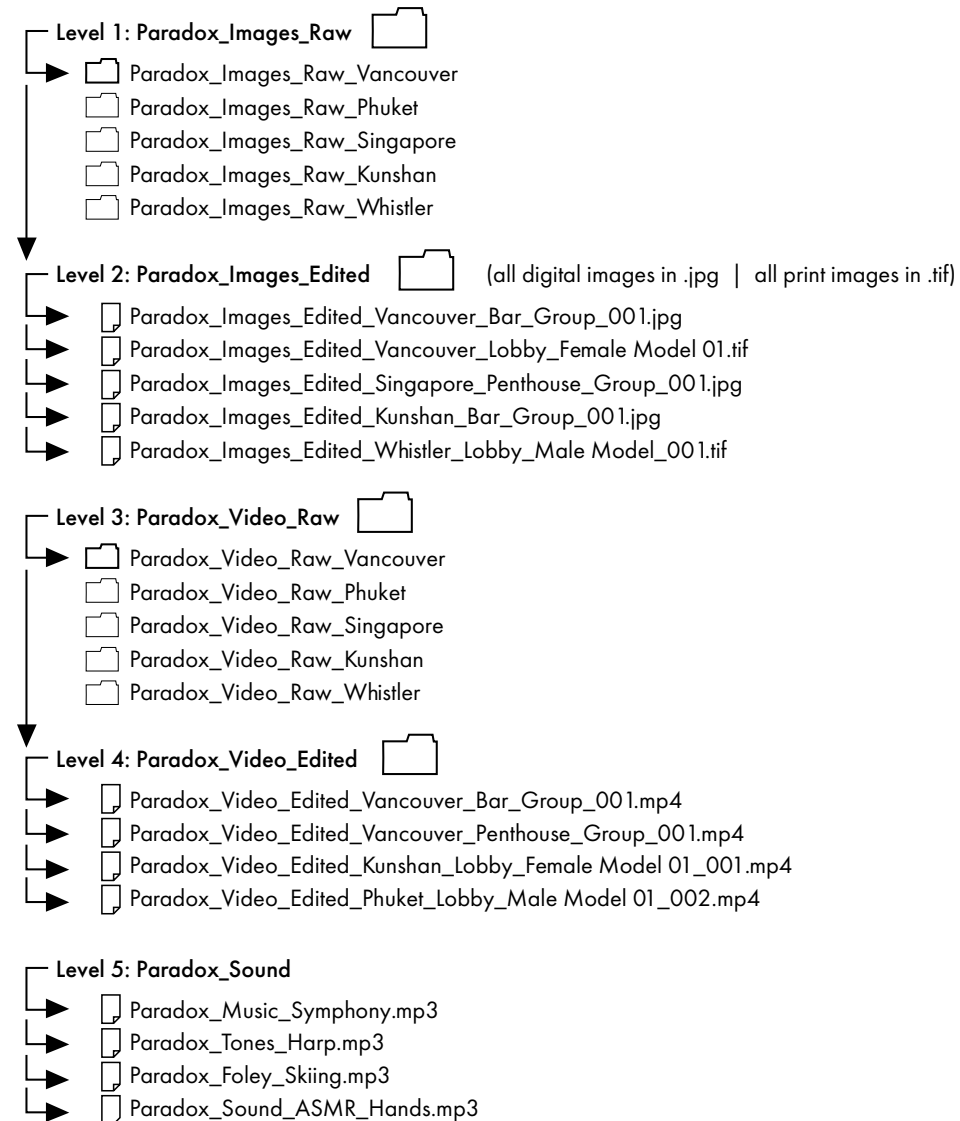 Level 1: Paradox_Images_Raw
Paradox_Images_Raw_Vancouver
Paradox_Images_Raw_Phuket
Paradox_Images_Raw_Singapore
Paradox_Images_Raw_Kunshan
Paradox_Images_Raw_Whistler
Level 2: Paradox_Images_Edited (all digital images in .jpg | all print images in .tif)
Paradox_Images_Edited_Vancouver_Bar_Group_001.jpg
Paradox_Images_Edited_Vancouver_Lobby_Female Model 01.tif
Paradox_Images_Edited_Singapore_Penthouse_Group_001.jpg
Paradox_Images_Edited_Kunshan_Bar_Group_001.jpg
Paradox_Images_Edited_Whistler_Lobby_Male Model_001.tif
Level 3: Paradox_Video_Raw
Paradox_Video_Raw_Vancouver
Paradox_Video_Raw_Phuket
Paradox_Video_Raw_Singapore
Paradox_Video_Raw_Kunshan
Paradox_Video_Raw_Whistler
Level 4: Paradox_Video_Edited
Paradox_Video_Edited_Vancouver_Bar_Group_001.mp4
Paradox_Video_Edited_Vancouver_Penthouse_Group_001.mp4
Paradox_Video_Edited_Kunshan_Lobby_Female Model 01_001.mp4
Paradox_Video_Edited_Phuket_Lobby_Male Model 01_002.mp4
Level 5: Paradox_Sound
Paradox_Music_Symphony.mp3
Paradox_Tones_Harp.mp3
Paradox_Foley_Skiing.mp3
Paradox_Sound_ASMR_Hands.mp3